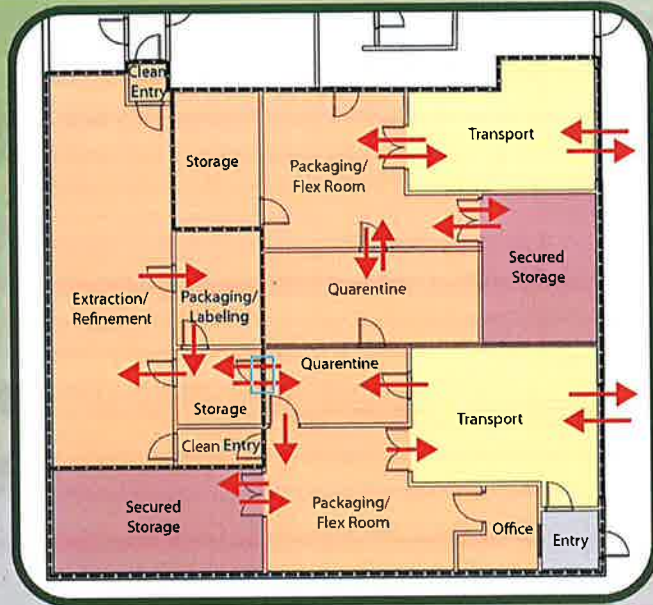 Clean
Entry
Storage
Packaging/
Flex Room
Transport
Secured
Storage
Extraction/
Refinement
Packaging/
Labeling
Quarentine
Quarentine
Storage
Transport
Clean Entry
Secured
Storage
Packaging/
Flex Room
Office
Entry